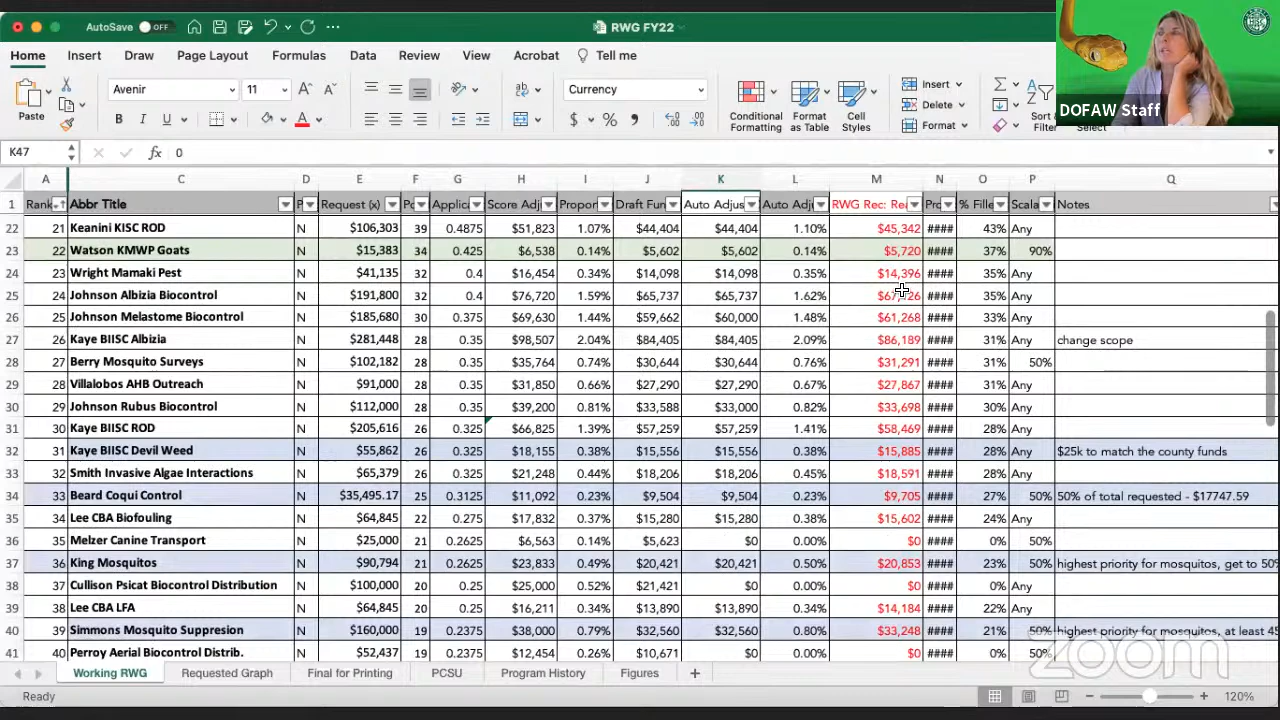 AutoSave OFF RWG FY22
Home Insert Draw Page Layout Formulas Data Review View Acrobat Tell me
Paste Avenir 11 Currency Conditional Formatting Format as Table Cell Styles Insert Delete Format Sort Filter Select
DOFAW Staff
K47 fx 0
A C D E F G H I J K L M N O P Q
1 Rank Abbr Title Request (x) Applica Score Adj Propor Draft Fun Auto Adjus Auto Adj RWG Rec: Rea % Fille Scala Notes
22 21 Keanini KISC ROD N $106,303 39 0.4875 $51,823 1.07% $44,404 $44,404 1.10% $45,342 #### 43% Any
23 22 Watson KMWP Goats N $15,383 34 0.425 $6,538 0.14% $5,602 $5,602 0.14% $5,720 #### 37% 90%
24 23 Wright Mamaki Pest N $41,135 32 0.4 $16,454 0.34% $14,098 $14,098 0.35% $14,396 #### 35% Any
25 24 Johnson Albizia Biocontrol N $191,800 32 0.4 $76,720 1.59% $65,737 $65,737 1.62% #### 35% Any
26 25 Johnson Melastome Biocontrol N $185,680 30 0.375 $69,630 1.44% $59,662 $60,000 1.48% $61,268 #### 33% Any
27 26 Kaye BIISC Albizia N $281,448 28 0.35 $98,507 2.04% $84,405 $84,405 2.09% $86,189 #### 31% Any change scope
28 27 Berry Mosquito Surveys N $102,182 28 0.35 $35,764 0.74% $30,644 $30,644 0.76% $31,291 #### 31% 50%
29 28 Villalobos AHB Outreach N $91,000 28 0.35 $31,850 0.66% $27,290 $27,290 0.67% $27,867 #### 31% Any
30 29 Johnson Rubus Biocontrol N $112,000 28 0.35 $39,200 0.81% $33,588 $33,000 0.82% $33,698 #### 30% Any
31 30 Kaye BIISC ROD N $205,616 26 0.325 $66,825 1.39% $57,259 $57,259 1.41% $58,469 #### 28% Any
32 31 Kaye BIISC Devil Weed N $55,862 26 0.325 $18,155 0.38% $15,556 $15,556 0.38% $15,885 #### 28% Any $25k to match the county funds
33 32 Smith Invasive Algae Interactions N $65,379 26 0.325 $21,248 0.44% $18,206 $18,206 0.45% $18,591 #### 28% Any
34 33 Beard Coqui Control N $35,495.17 25 0.3125 $11,092 0.23% $9,504 $9,504 0.23% $9,705 #### 27% 50% 50% of total requested - $17747.59
35 34 Lee CBA Biofouling N $64,845 22 0.275 $17,832 0.37% $15,280 $15,280 0.38% $15,602 #### 24% Any
36 35 Melzer Canine Transport N $25,000 21 0.2625 $6,563 0.14% $5,623 $0 0.00% $0 #### 0% 50%
37 36 King Mosquitos N $90,794 21 0.2625 $23,833 0.49% $20,421 $20,421 0.50% $20,853 #### 23% 50% highest priority for mosquitos, get to 50%
38 37 Cullison Psicat Biocontrol Distribution N $100,000 20 0.25 $25,000 0.52% $21,421 $0 0.00% $0 #### 0% Any
39 38 Lee CBA LFA N $64,845 20 0.25 $16,211 0.34% $13,890 $13,890 0.34% $14,184 #### 22% Any
40 39 Simmons Mosquito Suppresion N $160,000 19 0.2375 $38,000 0.79% $32,560 $32,560 0.80% $33,248 #### 21% 50% highest priority for mosquitos, at least 45
41 40 Perroy Aerial Biocontrol Distrib. N $52,437 19 0.2375 $12,454 0.26% $10,671 $0 0.00% $0 #### 0% 50%
zoom
Working RWG Requested Graph Final for Printing PCSU Program History Figures
Ready 120%